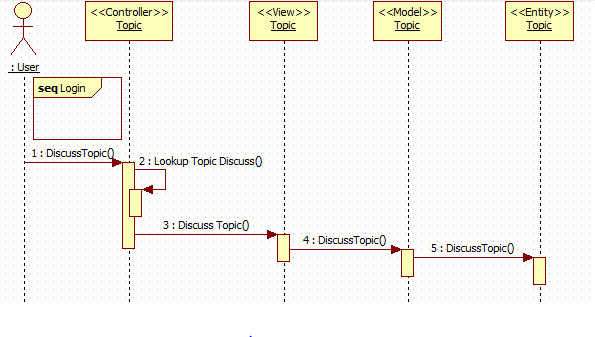 <<Controller>>
Topic
<<View>>
Topic
<<Model>>
Topic
<<Entity>>
Topic
: User
seq Login
1 : DiscussTopic()
2 : Lookup Topic Discuss()
3 : Discuss Topic()
4 : DiscussTopic()
5 : DiscussTopic()